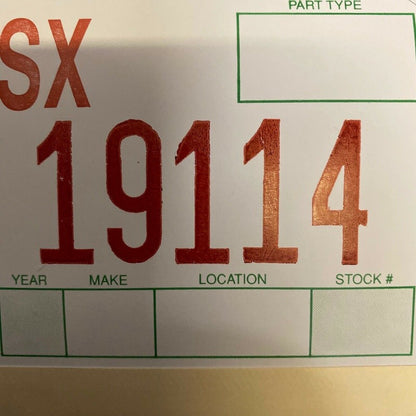 PART TYPE
SX
19114
YEAR MAKE LOCATION STOCK #